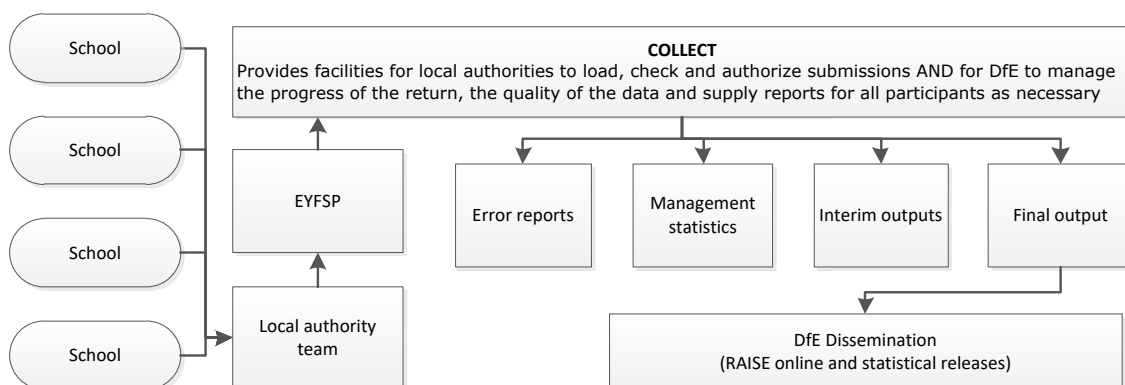 School
School
School
School
COLLECT
Provides facilities for local authorities to load, check and authorize submissions AND for DfE to manage
the progress of the return, the quality of the data and supply reports for all participants as necessary
EYFSP
Local authority
team
Error reports
Management
statistics
Interim outputs
Final output
DfE Dissemination
(RAISE online and statistical releases)